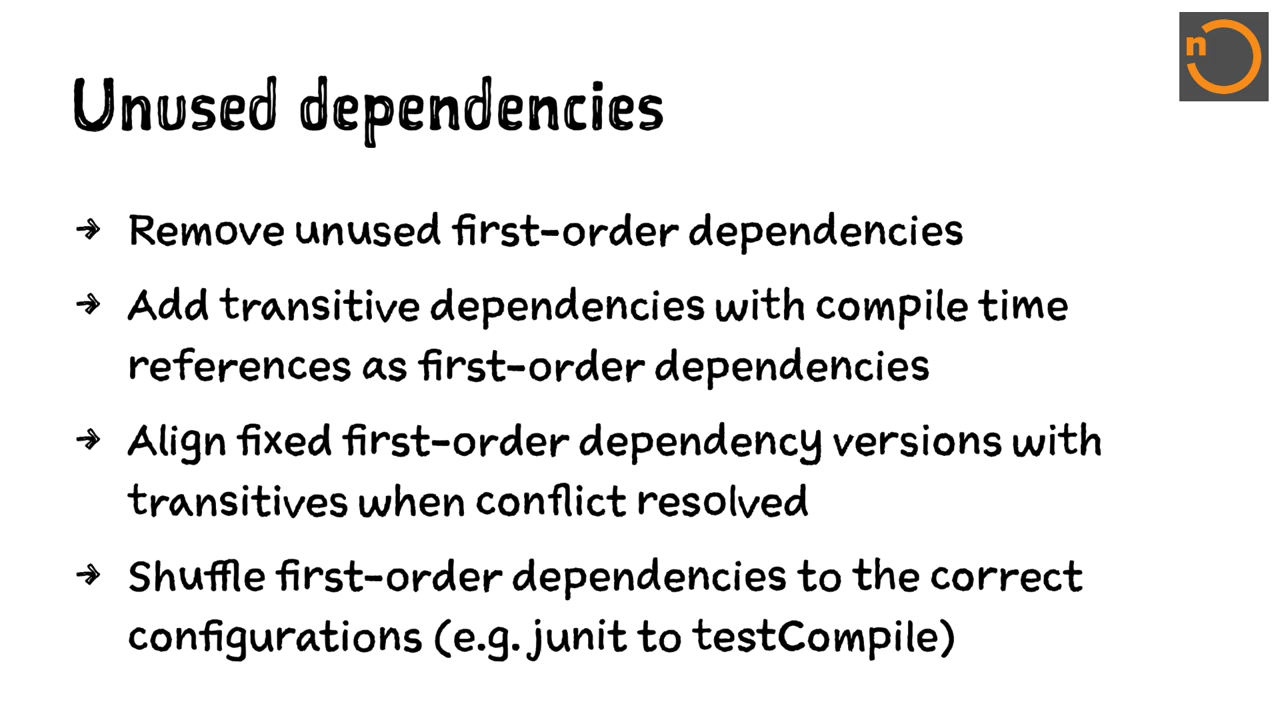 n
Unused dependencies
→ Remove unused first-order dependencies
→ Add transitive dependencies with compile time
references as first-order dependencies
→ Align fixed first-order dependency versions with
transitives when conflict resolved
→ Shuffle first-order dependencies to the correct
configurations (e.g. junit to testCompile)